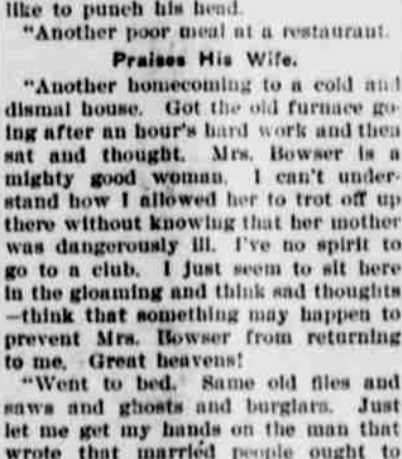 like to punch his head.
"Another poor meal at a restaurant.
Praises His Wife.
"Another homecoming to a cold and
dismal house. Got the old furnace go-
ing after an hour's hard work and then
sat and thought. Mrs. Bowser is a
mighty good woman. I can't under-
stand how I allowed her to trot off up
there without knowing that her mother
was dangerously ill. I've no spirit to
go to a club. I just seem to sit here
in the gloaming and think sad thoughts
—think that something may happen to
prevent Mrs. Bowser from returning
to me. Great heavens!
"Went to bed. Same old files and
saws and ghosts and burglars. Just
let me get my hands on the man that
wrote that married people ought to